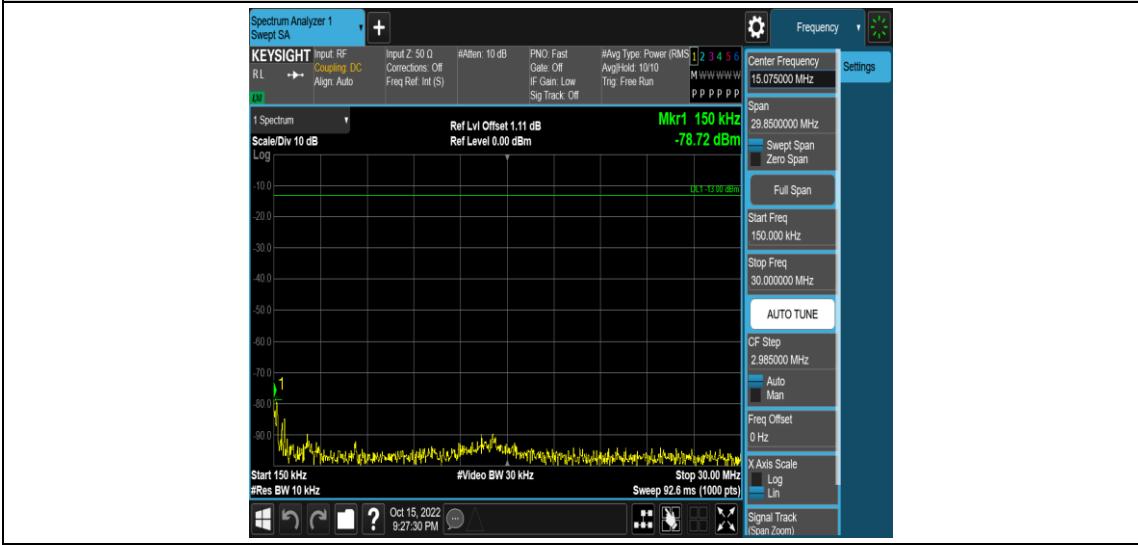 Spectrum Analyzer 1
Swept SA
+
Frequency
KEYSIGHT
RL
LM
Input: RF
Coupling: DC
Align: Auto
Input Z: 50 Ω
Corrections: Off
Freq Ref: Int (S)
#Atten: 10 dB
PNO: Fast
Gate: Off
IF Gain: Low
Sig Track: Off
#Avg Type: Power (RMS
Avg|Hold: 10/10
Trig: Free Run
1 2 3 4 5 6
M W W W W W
P P P P P P
1 Spectrum
Scale/Div 10 dB
Log
Ref Lvl Offset 1.11 dB
Ref Level 0.00 dBm
Mkr1 150 kHz
-78.72 dBm
DL1 -13.00 dBm
-10.0
-20.0
-30.0
-40.0
-50.0
-60.0
-70.0
1
-80.0
-90.0
Start 150 kHz
#Video BW 30 kHz
Stop 30.00 MHz
#Res BW 10 kHz
Sweep 92.6 ms (1000 pts)
?
Oct 15, 2022
9:27:30 PM
Center Frequency
15.075000 MHz
Settings
Span
29.8500000 MHz
Swept Span
Zero Span
Full Span
Start Freq
150.000 kHz
Stop Freq
30.000000 MHz
AUTO TUNE
CF Step
2.985000 MHz
Auto
Man
Freq Offset
0 Hz
X Axis Scale
Log
Lin
Signal Track
(Span Zoom)